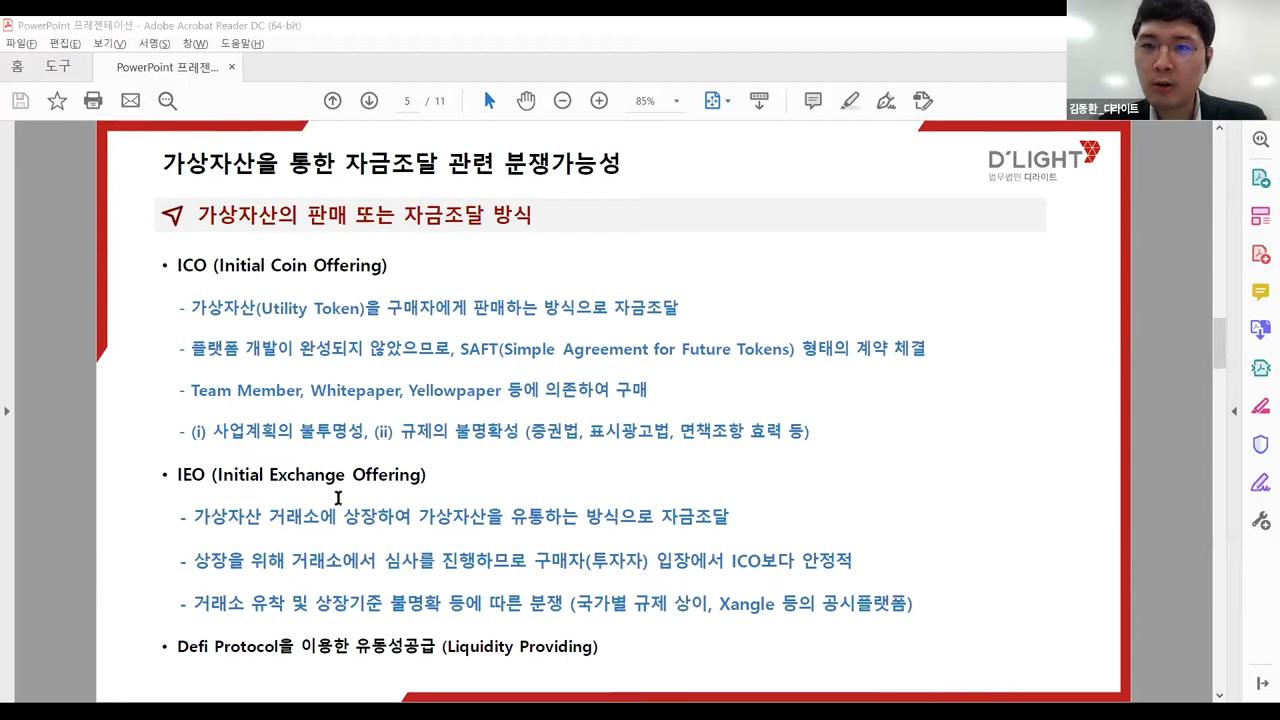 PowerPoint 프레젠테이션 - Adobe Acrobat Reader DC (64-bit)
파일(F) 편집(E) 보기(V) 서명(S) 창(W) 도움말(H)
홈 도구 PowerPoint 프레젠... ×
5 / 11 85%
김동환_디라이트
가상자산을 통한 자금조달 관련 분쟁가능성
D'LIGHT
법무법인 디라이트
가상자산의 판매 또는 자금조달 방식
• ICO (Initial Coin Offering)
- 가상자산(Utility Token)을 구매자에게 판매하는 방식으로 자금조달
- 플랫폼 개발이 완성되지 않았으므로, SAFT(Simple Agreement for Future Tokens) 형태의 계약 체결
- Team Member, Whitepaper, Yellowpaper 등에 의존하여 구매
- (i) 사업계획의 불투명성, (ii) 규제의 불명확성 (증권법, 표시광고법, 면책조항 효력 등)
• IEO (Initial Exchange Offering)
- 가상자산 거래소에 상장하여 가상자산을 유통하는 방식으로 자금조달
- 상장을 위해 거래소에서 심사를 진행하므로 구매자(투자자) 입장에서 ICO보다 안정적
- 거래소 유착 및 상장기준 불명확 등에 따른 분쟁 (국가별 규제 상이, Xangle 등의 공시플랫폼)
• Defi Protocol을 이용한 유동성공급 (Liquidity Providing)